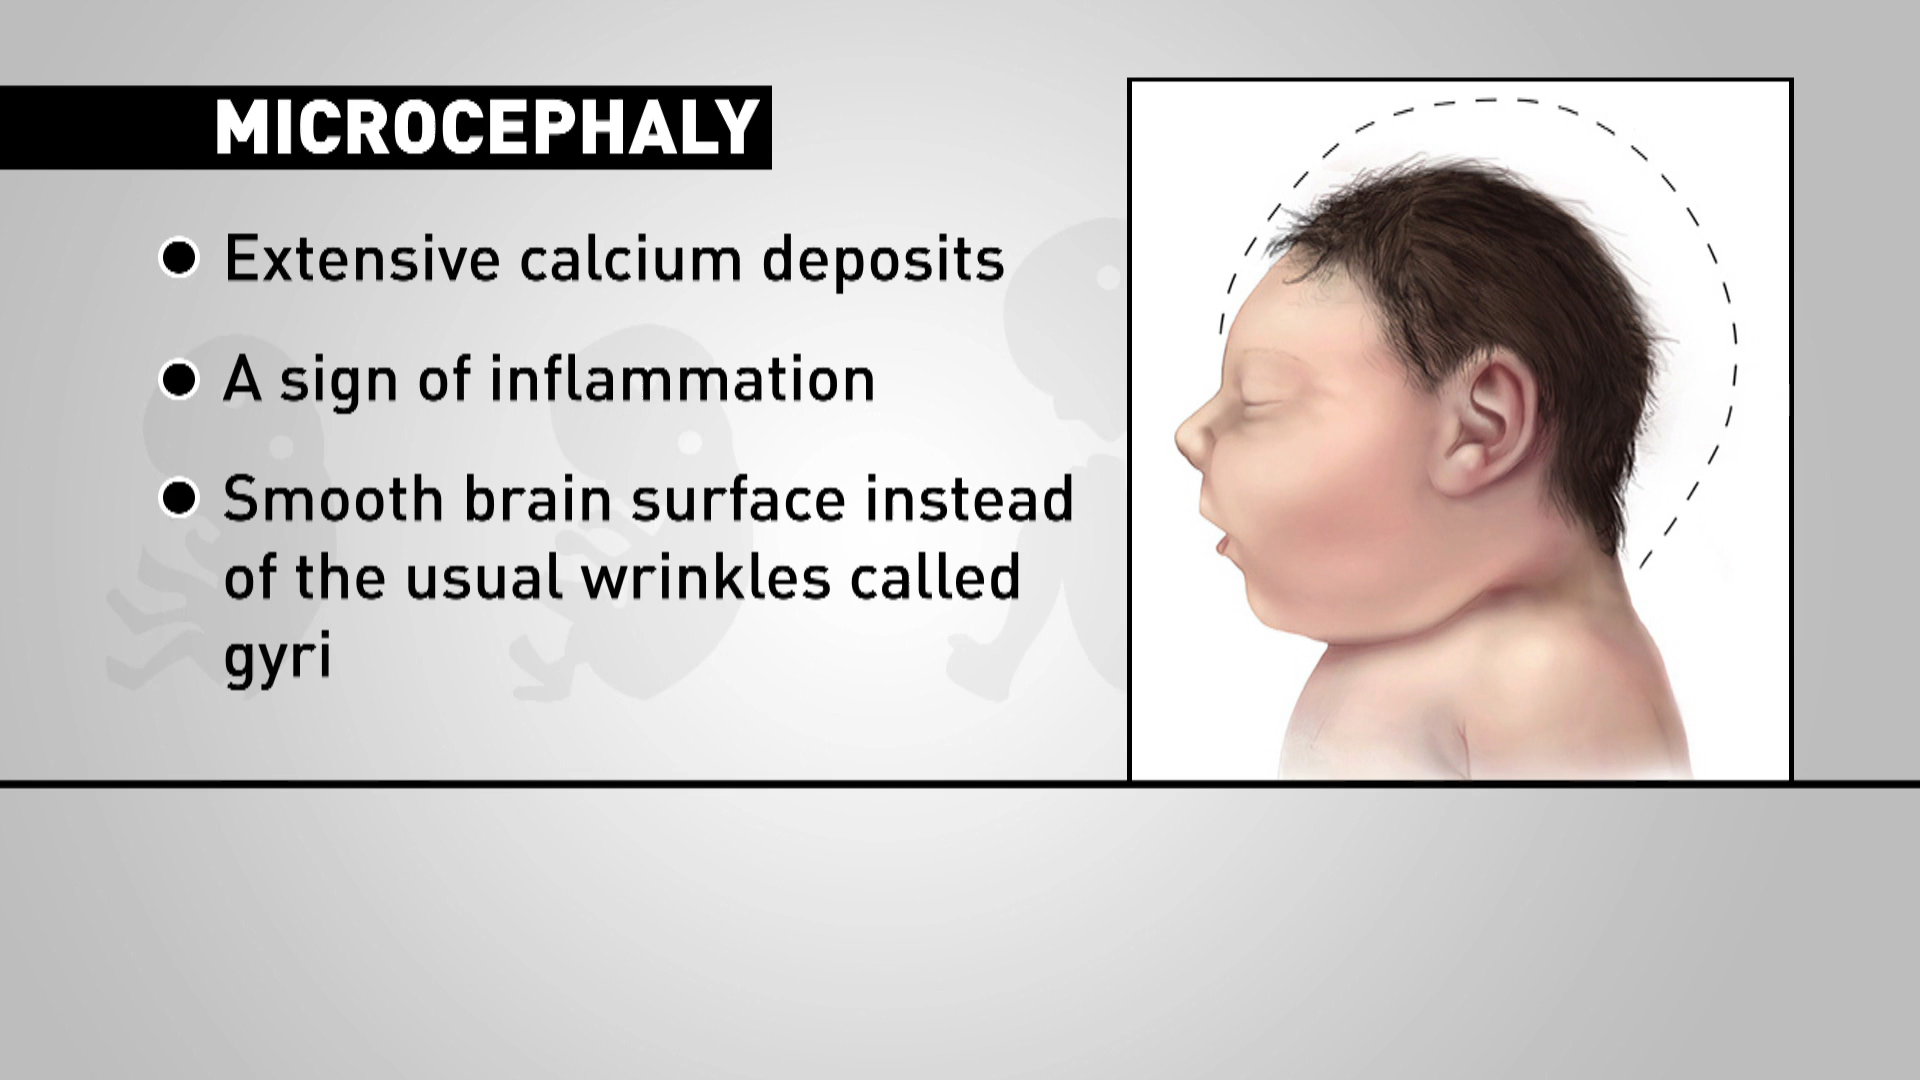 MICROCEPHALY
Extensive calcium deposits
A sign of inflammation
Smooth brain surface instead
of the usual wrinkles called
gyri